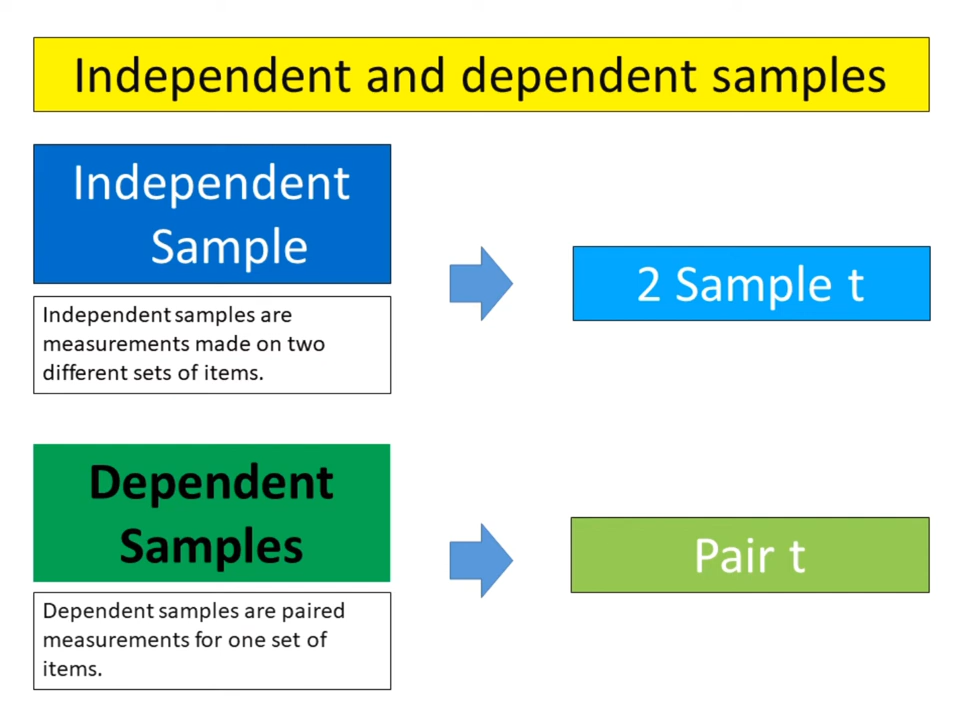 Independent and dependent samples
Independent
Sample
2 Sample t
Independent samples are
measurements made on two
different sets of items.
Dependent
Samples
Pair t
Dependent samples are paired
measurements for one set of
items.